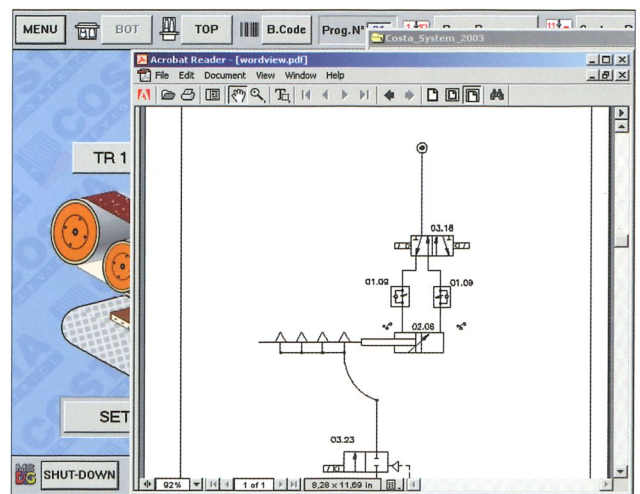 MENU
BOT
TOP
B.Code
Prog.N°
Costa_System_2003
Acrobat Reader - [wordview.pdf]
File Edit Document View Window Help
TR 1
03.18
01.09
01.09
02.06
03.23
SET
SHUT-DOWN
92%
1 of 1
8,28 x 11,69 in
COSTA